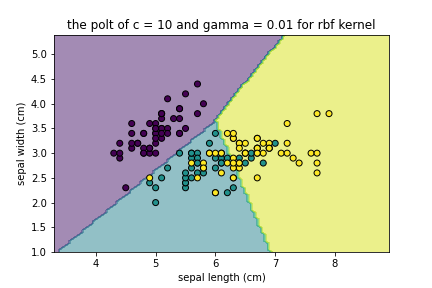 the polt of c = 10 and gamma = 0.01 for rbf kernel
sepal width (cm)
5.0
4.5
4.0
3.5
3.0
2.5
2.0
1.5
1.0
4 5 6 7 8
sepal length (cm)